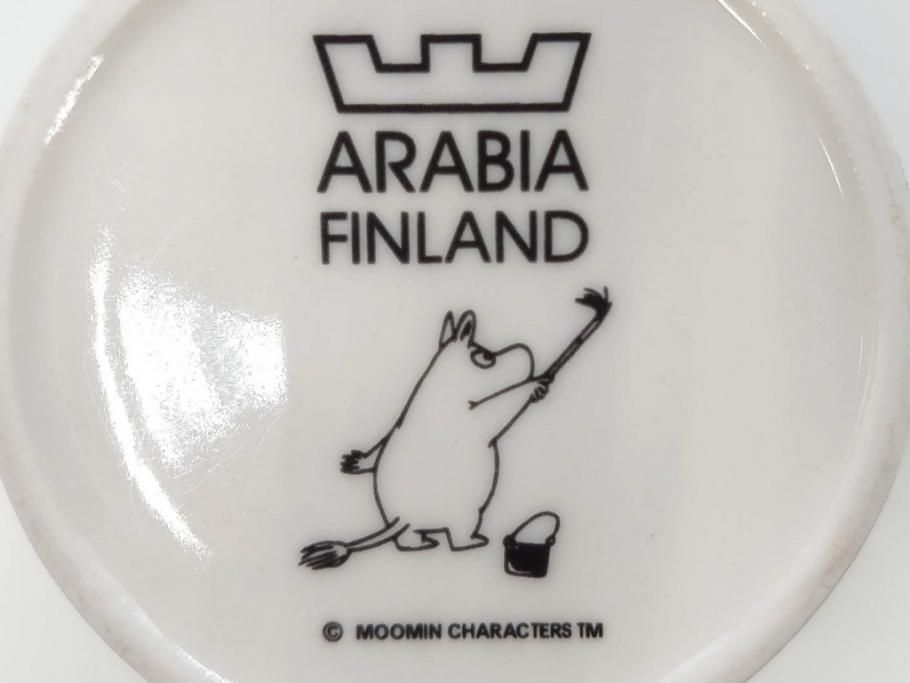 ARABIA
FINLAND
© MOOMIN CHARACTERS TM